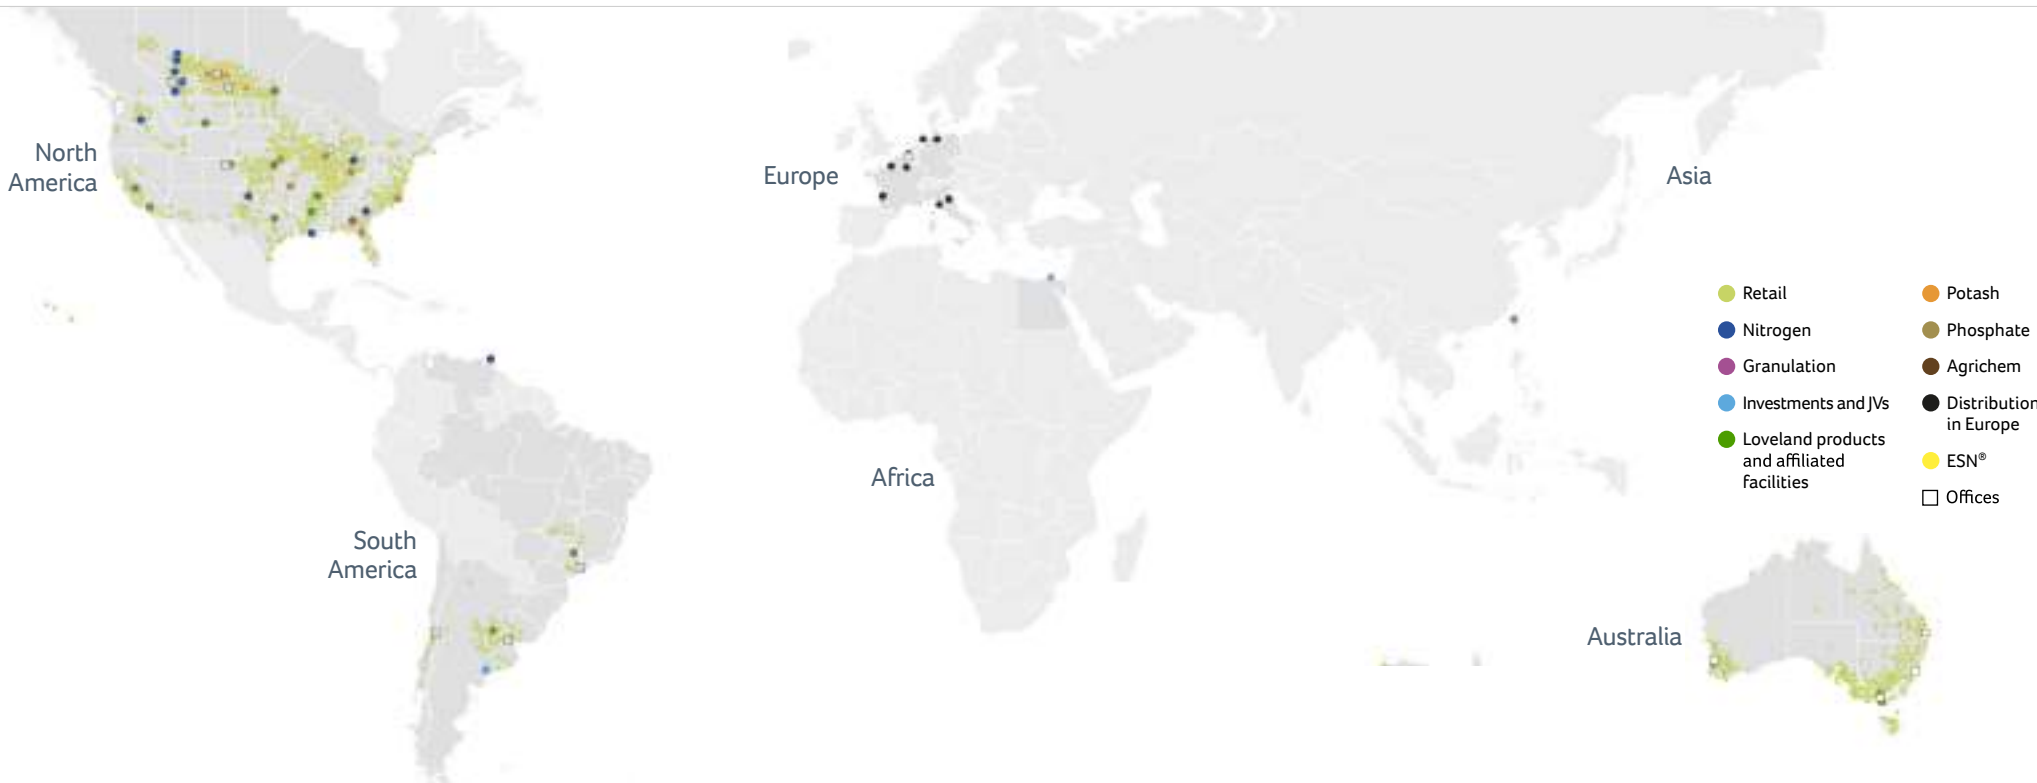 North
America
Europe
Asia
Africa
South
America
Australia
Retail
Nitrogen
Granulation
Investments and JVs
Loveland products
and affiliated
facilities
Potash
Phosphate
Agrichem
Distribution
in Europe
ESN®
Offices